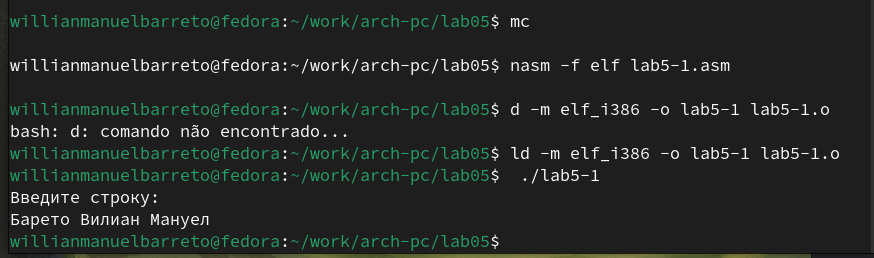 willianmanuelbarreto@fedora:~/work/arch-pc/lab05$ mc
willianmanuelbarreto@fedora:~/work/arch-pc/lab05$ nasm -f elf lab5-1.asm
willianmanuelbarreto@fedora:~/work/arch-pc/lab05$ d -m elf_i386 -o lab5-1 lab5-1.o
bash: d: comando não encontrado...
willianmanuelbarreto@fedora:~/work/arch-pc/lab05$ ld -m elf_i386 -o lab5-1 lab5-1.o
willianmanuelbarreto@fedora:~/work/arch-pc/lab05$  ./lab5-1
Введите строку:
Барето Вилиан Мануел
willianmanuelbarreto@fedora:~/work/arch-pc/lab05$